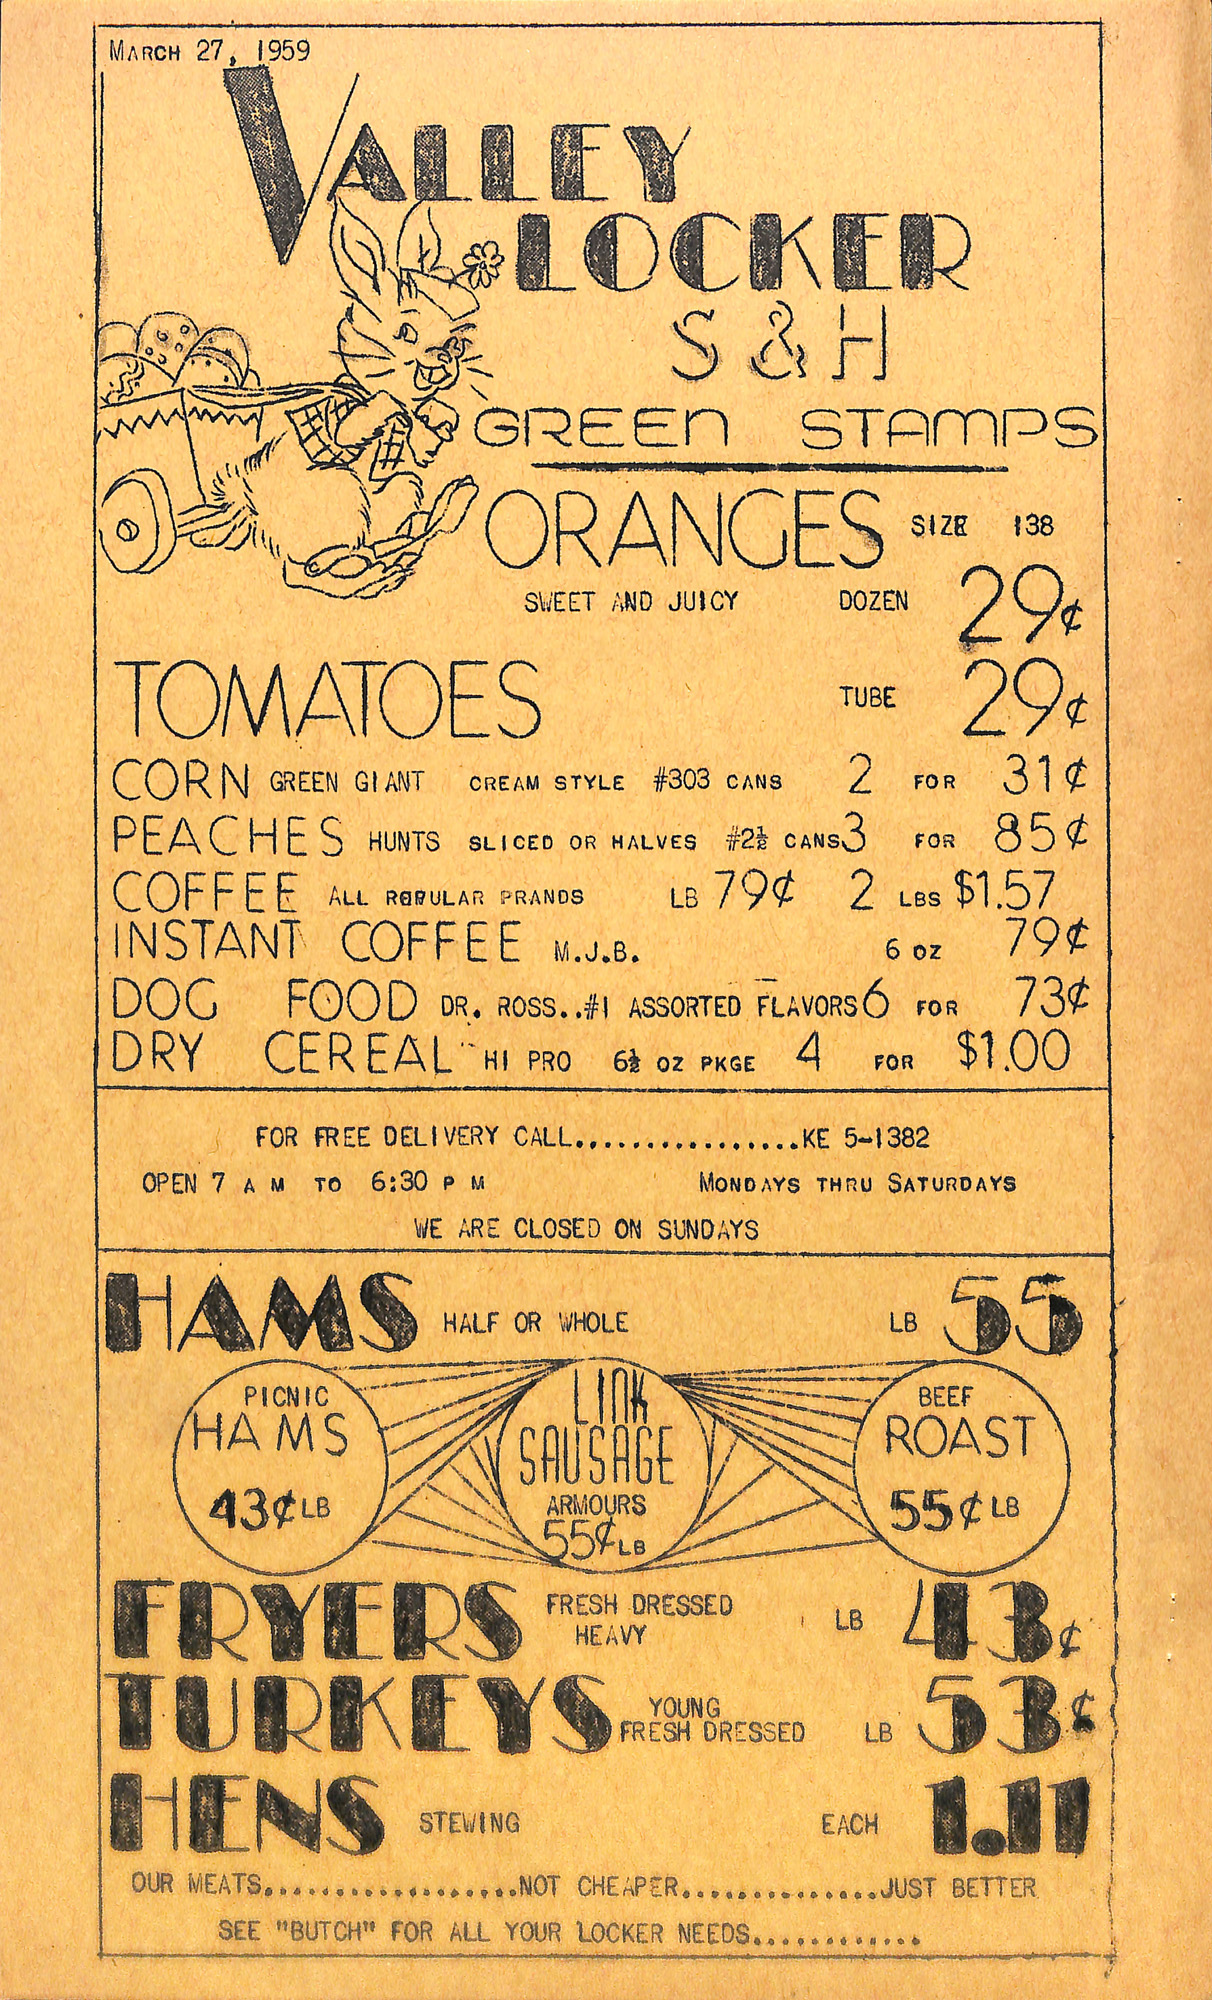 MARCH 27, 1959
VALLEY
LOCKER
S & H
GREEN STAMPS
ORANGES SIZE 138
SWEET AND JUICY DOZEN 29¢
TOMATOES TUBE 29¢
CORN GREEN GIANT CREAM STYLE #303 CANS 2 FOR 31¢
PEACHES HUNTS SLICED OR HALVES #2½ CANS 3 FOR 85¢
COFFEE ALL POPULAR PRANDS LB 79¢ 2 LBS $1.57
INSTANT COFFEE M.J.B. 6 OZ 79¢
DOG FOOD DR. ROSS..#1 ASSORTED FLAVORS 6 FOR 73¢
DRY CEREAL HI PRO 6½ OZ PKGE 4 FOR $1.00
FOR FREE DELIVERY CALL................KE 5-1382
OPEN 7 A M TO 6:30 P M MONDAYS THRU SATURDAYS
WE ARE CLOSED ON SUNDAYS
HAMS HALF OR WHOLE LB 55
PICNIC
HAMS
43¢ LB
LINK
SAUSAGE
ARMOURS
55¢ LB
BEEF
ROAST
55¢ LB
FRYERS FRESH DRESSED HEAVY LB 43¢
TURKEYS YOUNG FRESH DRESSED LB 53¢
HENS STEWING EACH 1.11
OUR MEATS..................NOT CHEAPER..............JUST BETTER
SEE "BUTCH" FOR ALL YOUR LOCKER NEEDS............